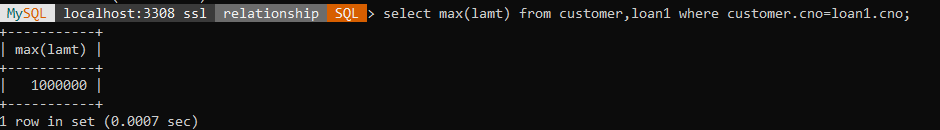 MySQL localhost:3308 ssl relationship SQL > select max(lamt) from customer,loan1 where customer.cno=loan1.cno;
+-----------+
| max(lamt) |
+-----------+
|   1000000 |
+-----------+
1 row in set (0.0007 sec)